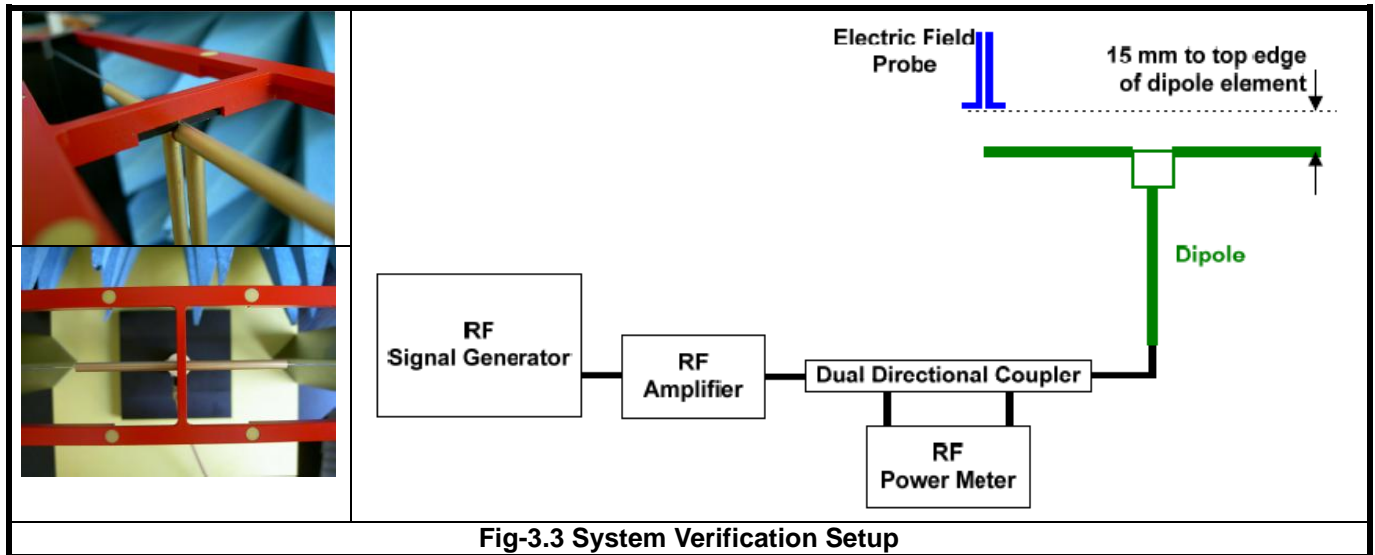 Electric Field
Probe
15 mm to top edge
of dipole element
Dipole
RF
Signal Generator
RF
Amplifier
Dual Directional Coupler
RF
Power Meter
Fig-3.3 System Verification Setup